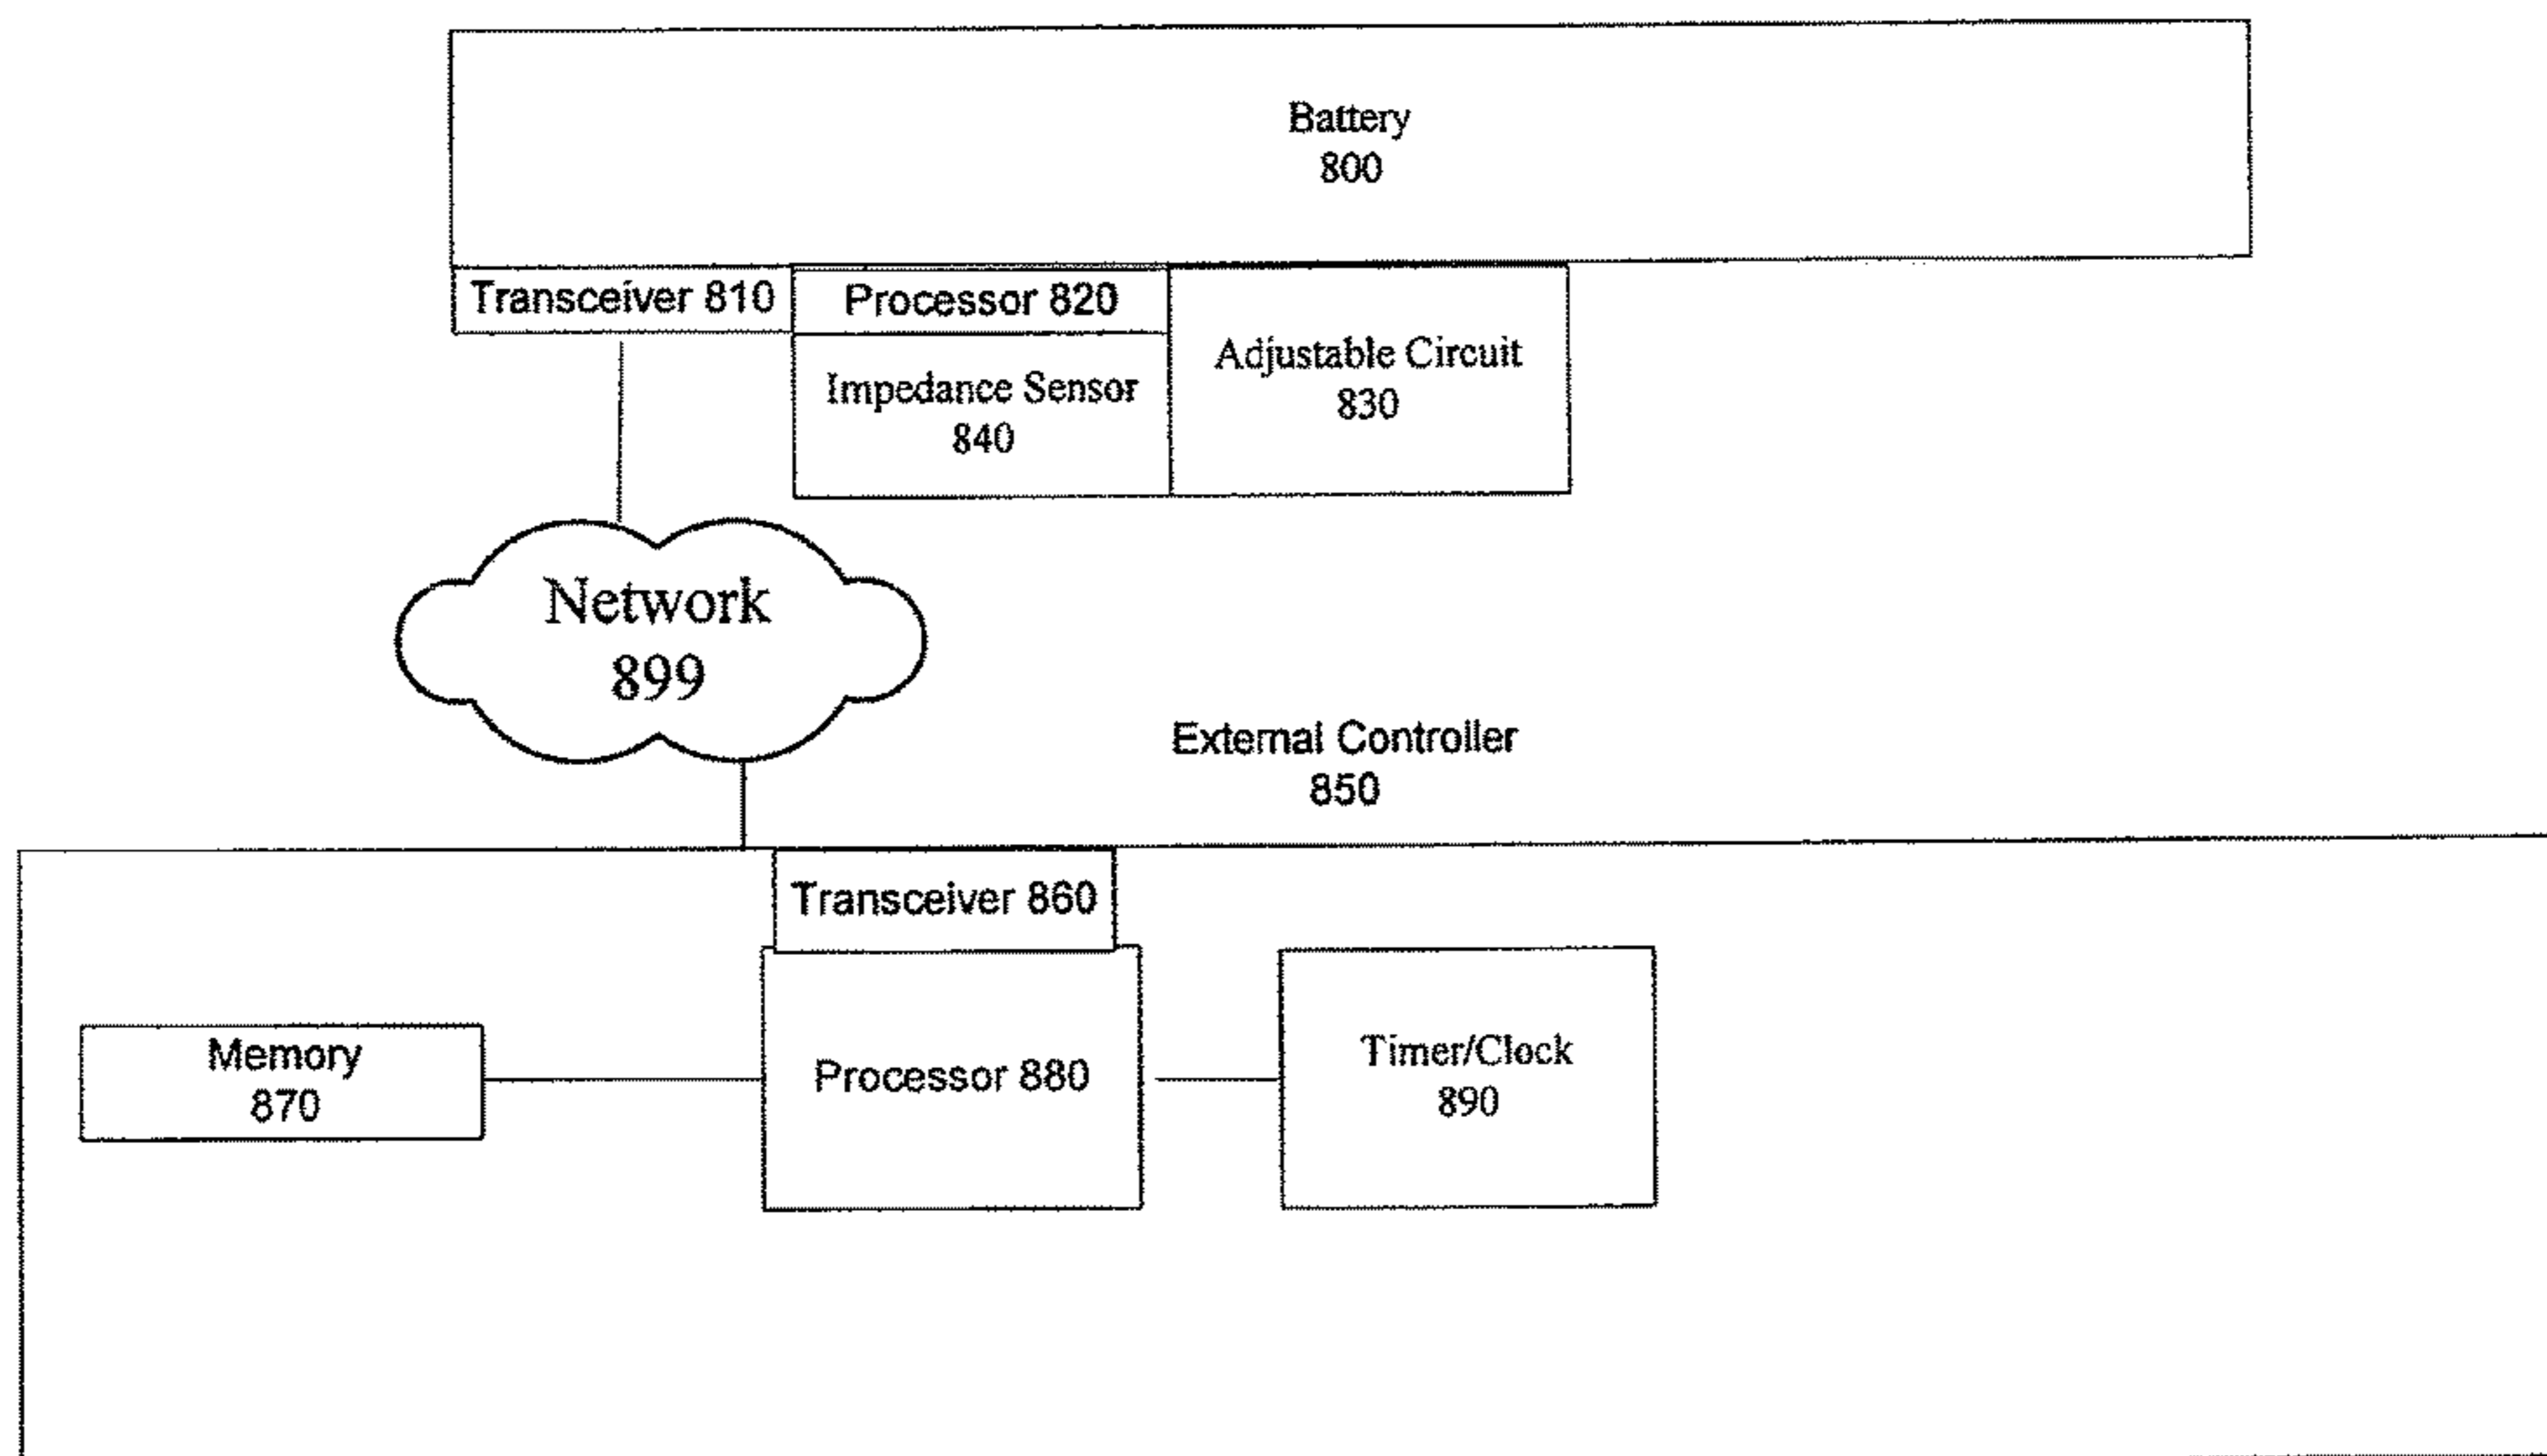 Battery
800
Transceiver 810
Processor 820
Adjustable Circuit
830
Impedance Sensor
840
Network
899
External Controller
850
Transceiver 860
Memory
870
Processor 880
Timer/Clock
890